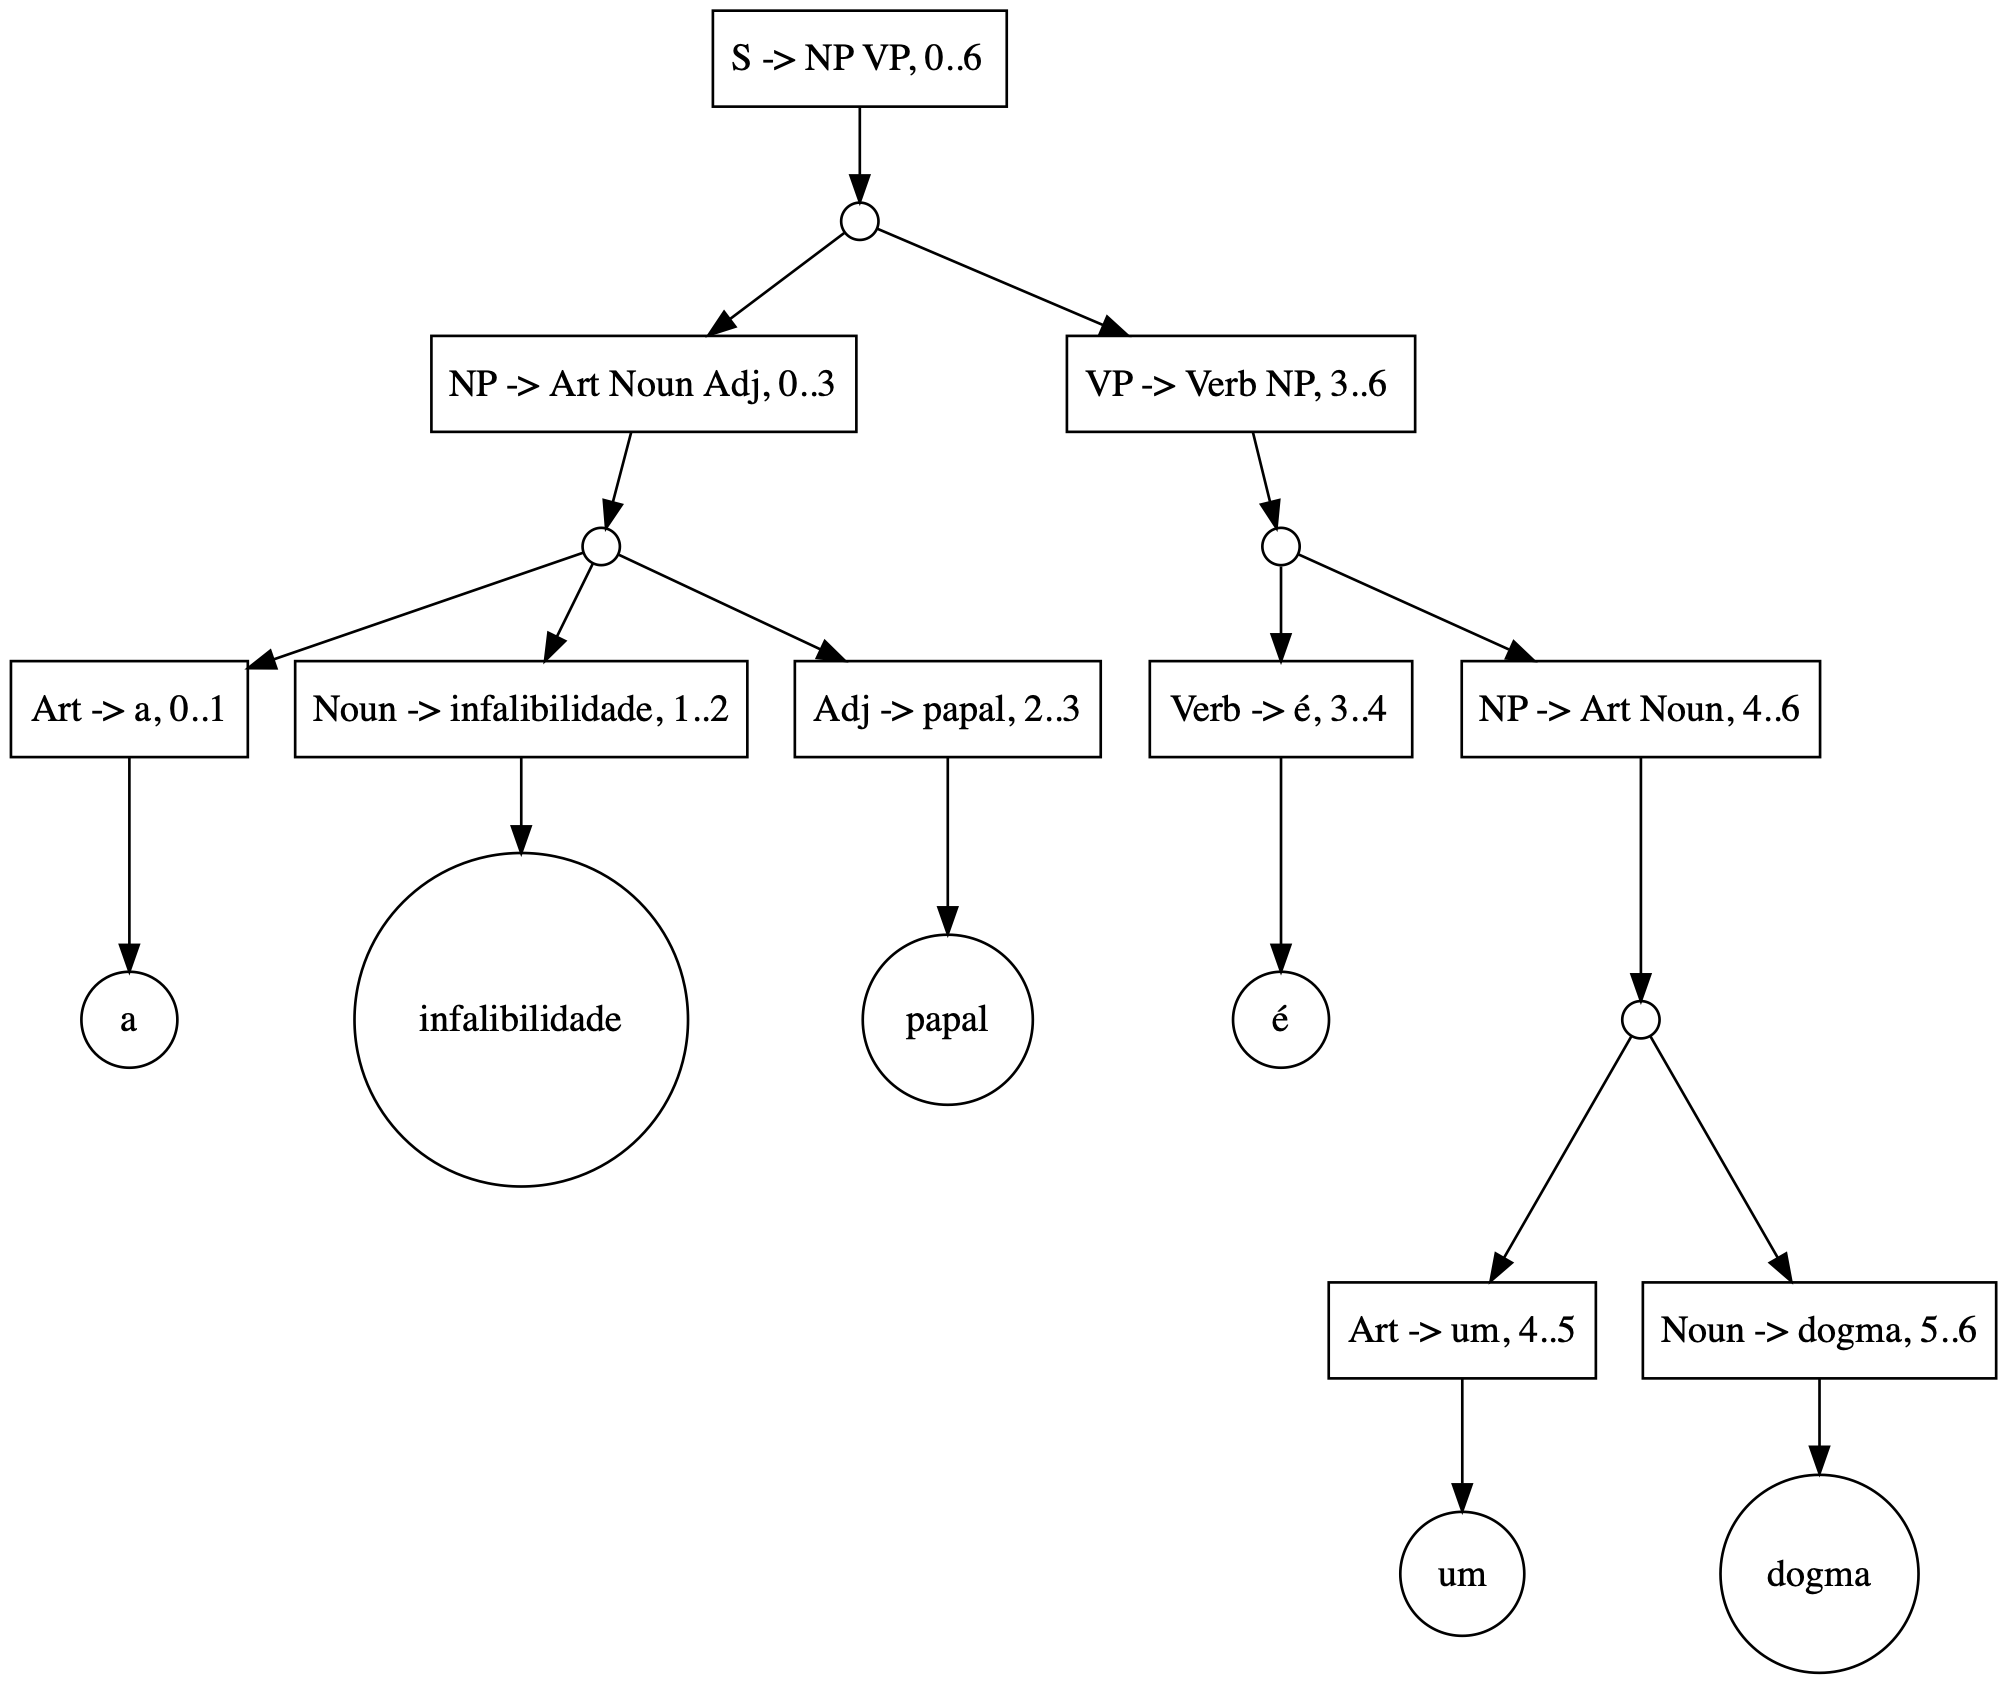 S -> NP VP, 0..6
NP -> Art Noun Adj, 0..3
VP -> Verb NP, 3..6
Art -> a, 0..1
Noun -> infalibilidade, 1..2
Adj -> papal, 2..3
Verb -> é, 3..4
NP -> Art Noun, 4..6
a
infalibilidade
papal
é
Art -> um, 4..5
Noun -> dogma, 5..6
um
dogma